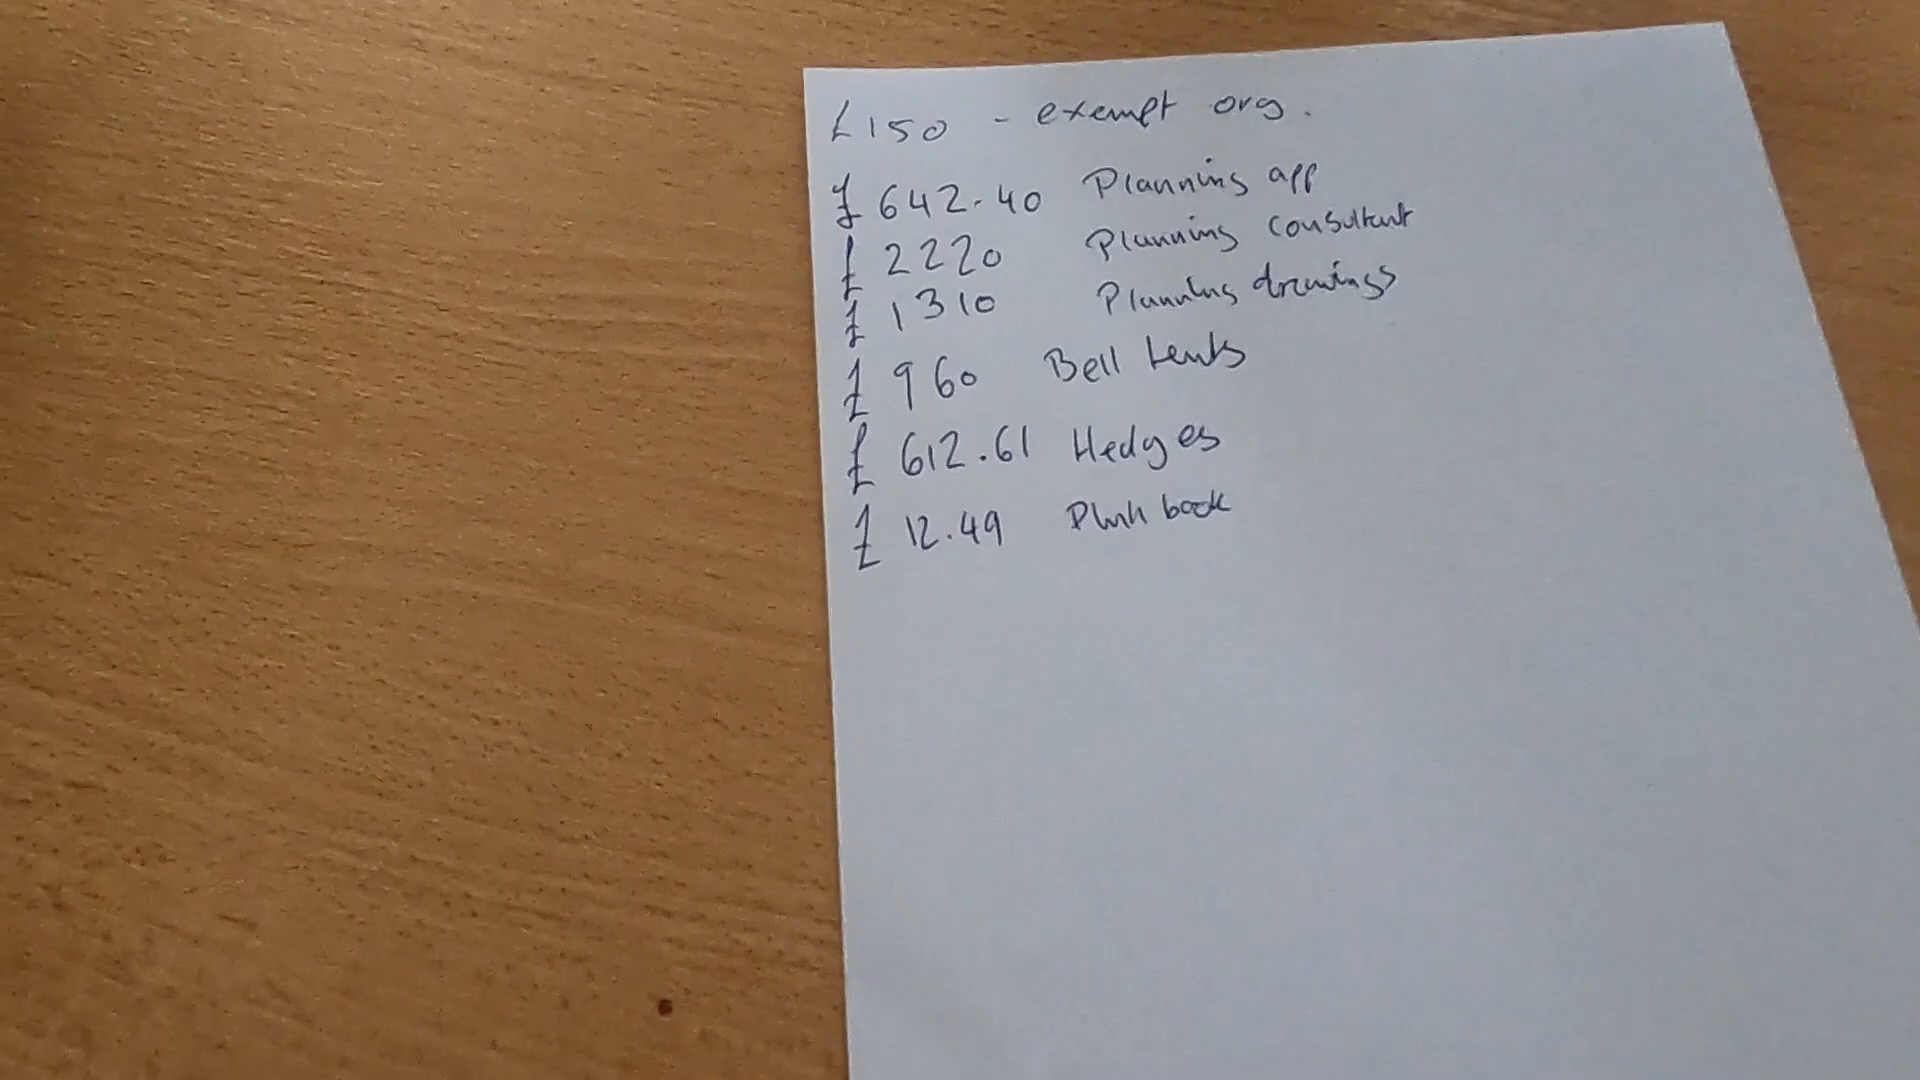 £150 - exempt org.
£642.40 Planning app
£2220 Planning consultant
£1310 Planning drawings
£960 Bell tents
£612.61 Hedges
£12.49 book